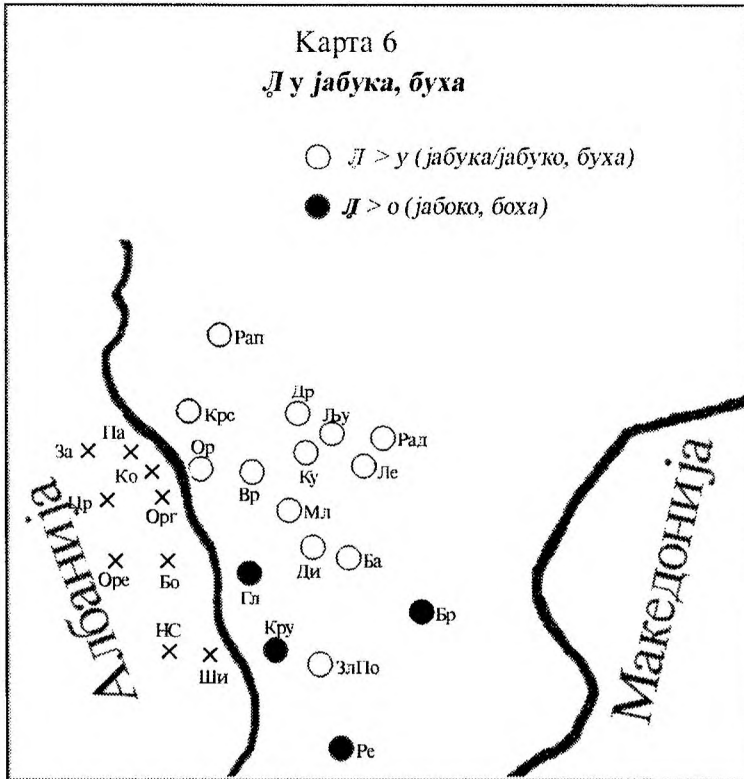 Карта 6
Л̥ у јабука, буха
Л̥ > у (јабука/јабуко, буха)
Л̥ > о (јабоко, боха)
Рап
Крс
Др
Љу
Рад
Па
За
Ор
Ко
Вр
Ку
Ле
Цр
Орг
Мл
Оре
Бо
Ди
Ба
Гл
Бр
НС
Ши
Кру
ЗлПо
Ре
Албанија
Македонија